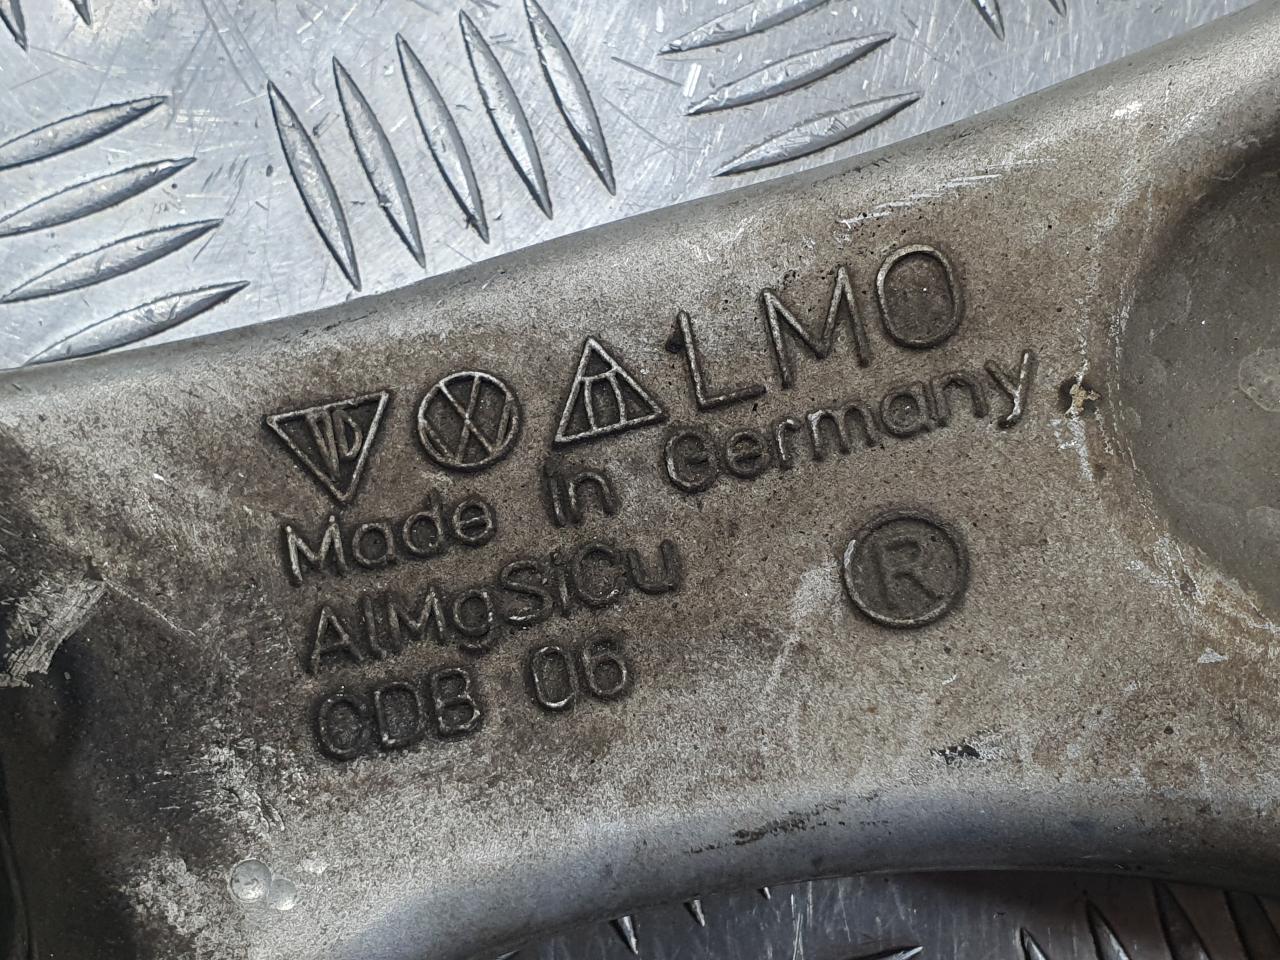 LMO
Made in Germany
AlMgSiCu
R
CDB 06